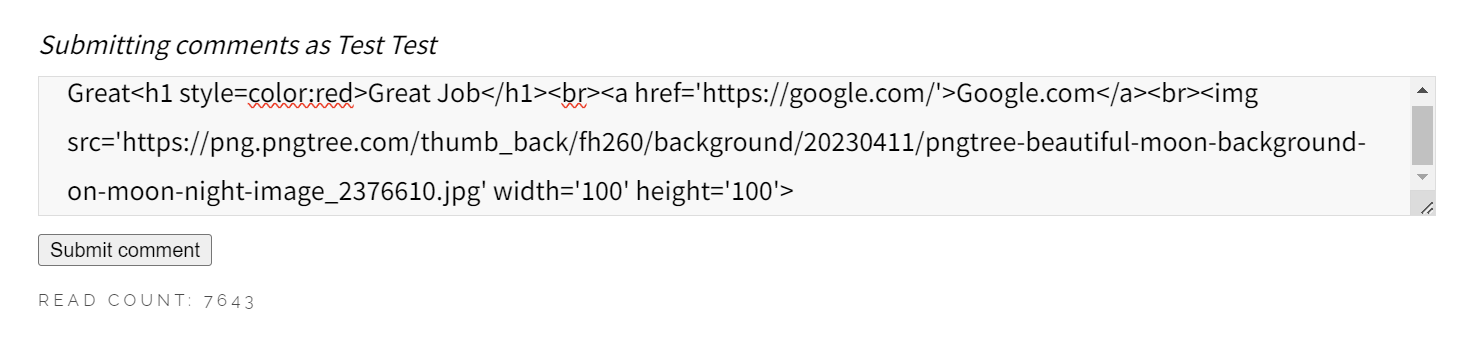 Submitting comments as Test Test
Great<h1 style=color:red>Great Job</h1><br><a href='https://google.com/'>Google.com</a><br><img
src='https://png.pngtree.com/thumb_back/fh260/background/20230411/pngtree-beautiful-moon-background-
on-moon-night-image_2376610.jpg' width='100' height='100'>
Submit comment
READ COUNT: 7643